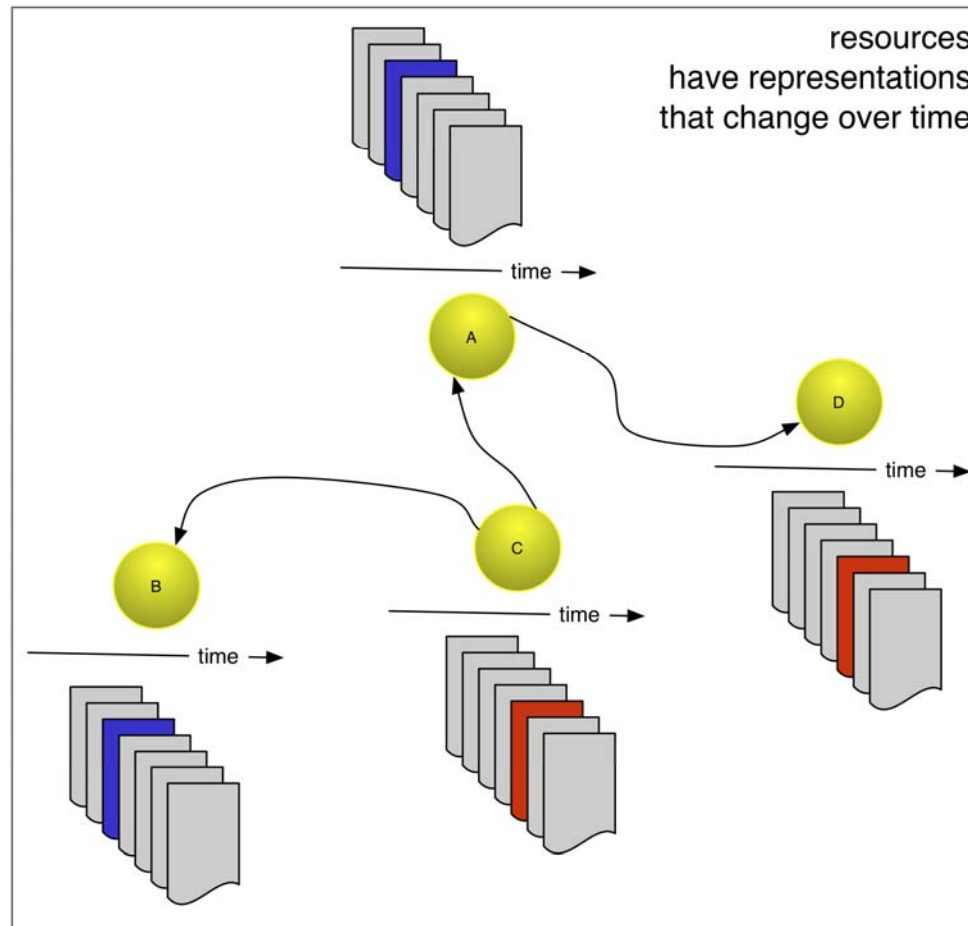 resources
have representations
that change over time
time
A
D
time
C
B
time
time